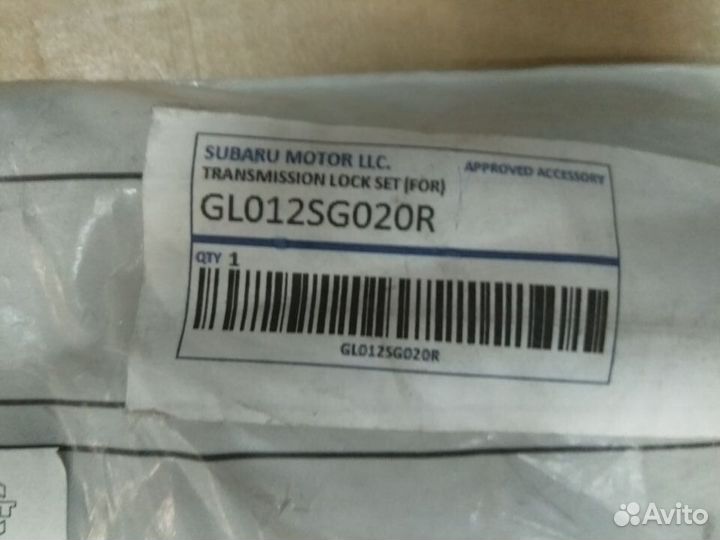 SUBARU MOTOR LLC.
APPROVED ACCESSORY
TRANSMISSION LOCK SET (FOR)
GL012SG020R
QTY 1
GL012SG020R
Avito